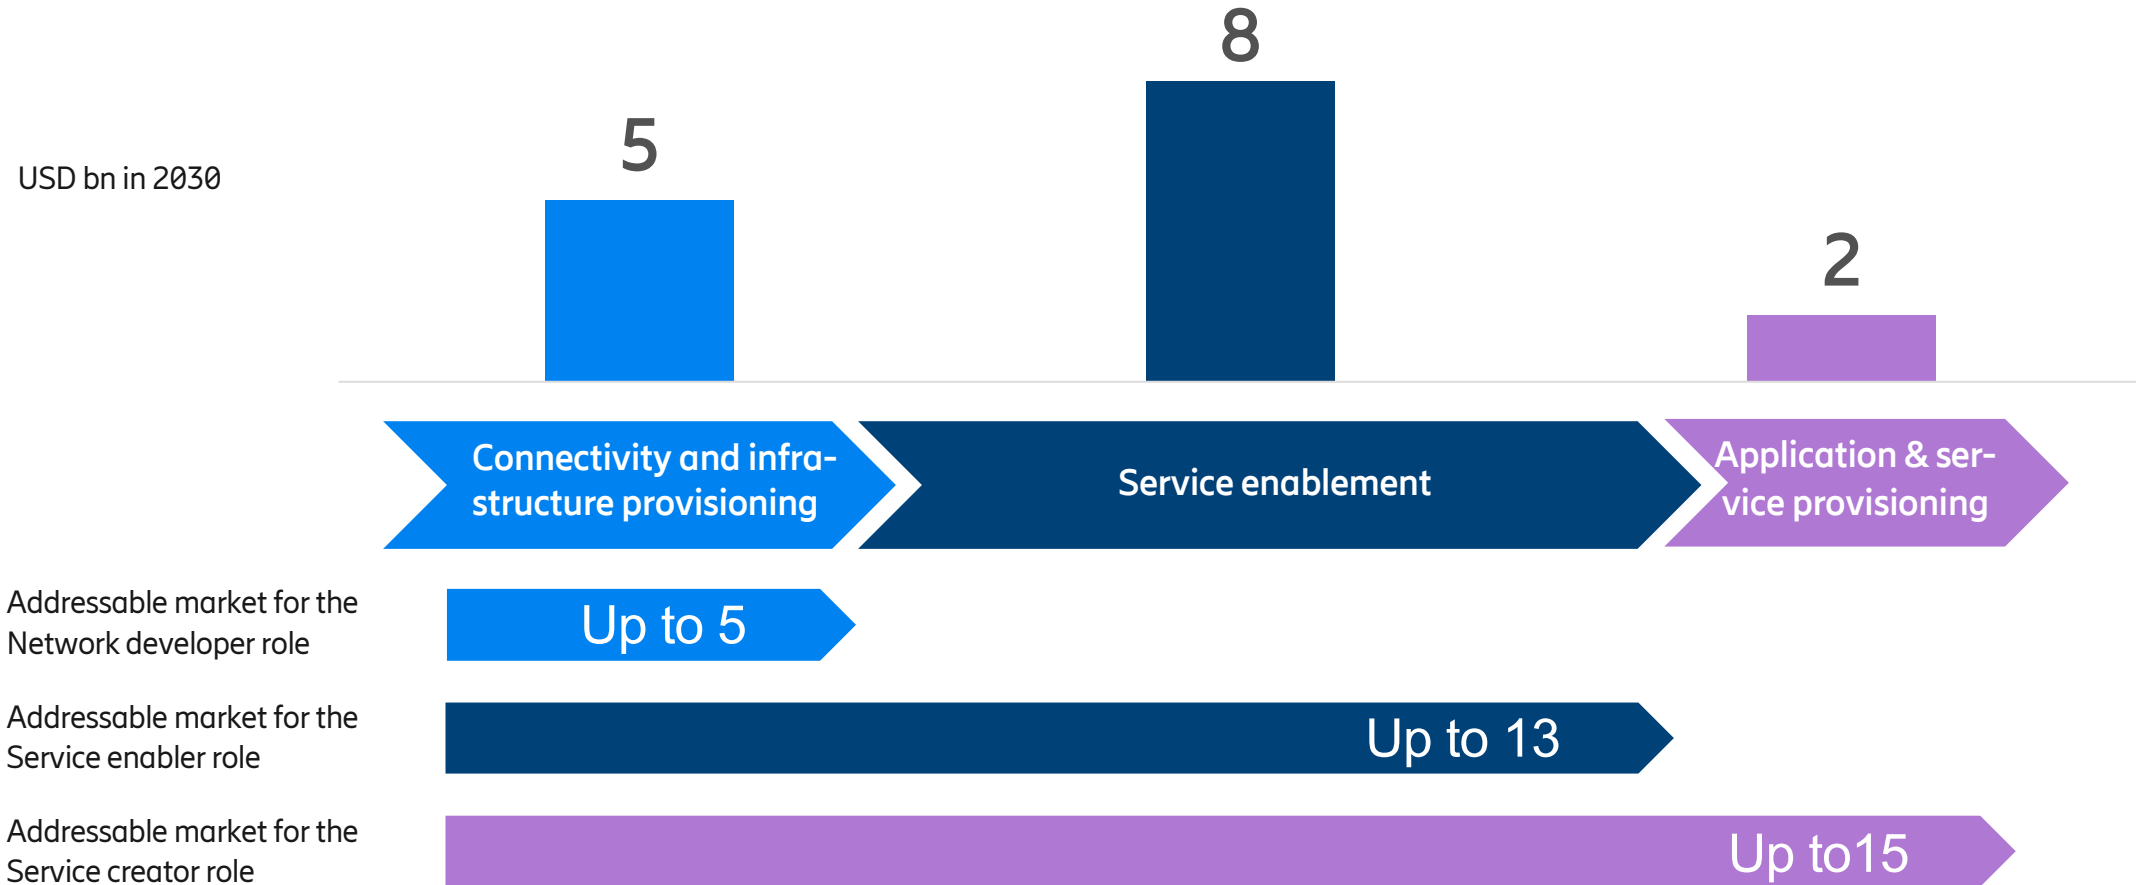 8
5
USD bn in 2030
2
Connectivity and infra-
structure provisioning
Service enablement
Application & ser-
vice provisioning
Addressable market for the
Network developer role
Up to 5
Addressable market for the
Service enabler role
Up to 13
Addressable market for the
Service creator role
Up to15